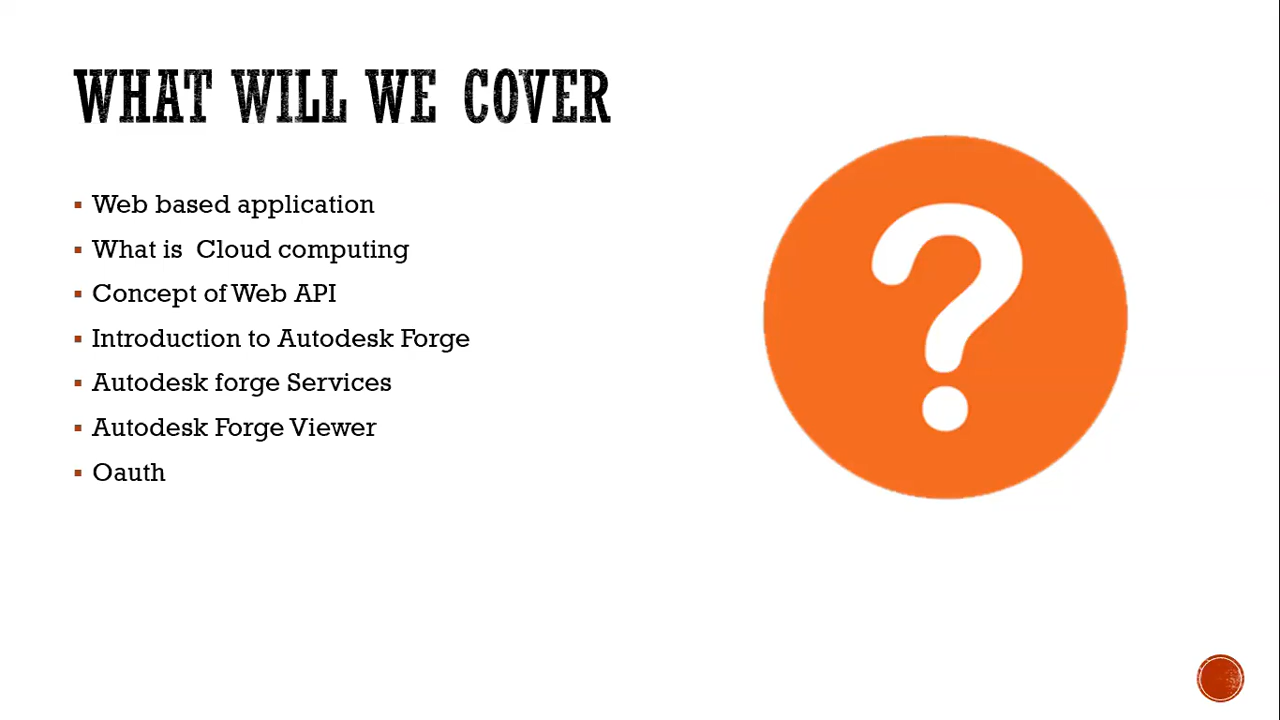 WHAT WILL WE COVER
▪ Web based application
▪ What is  Cloud computing
▪ Concept of Web API
▪ Introduction to Autodesk Forge
▪ Autodesk forge Services
▪ Autodesk Forge Viewer
▪ Oauth
?